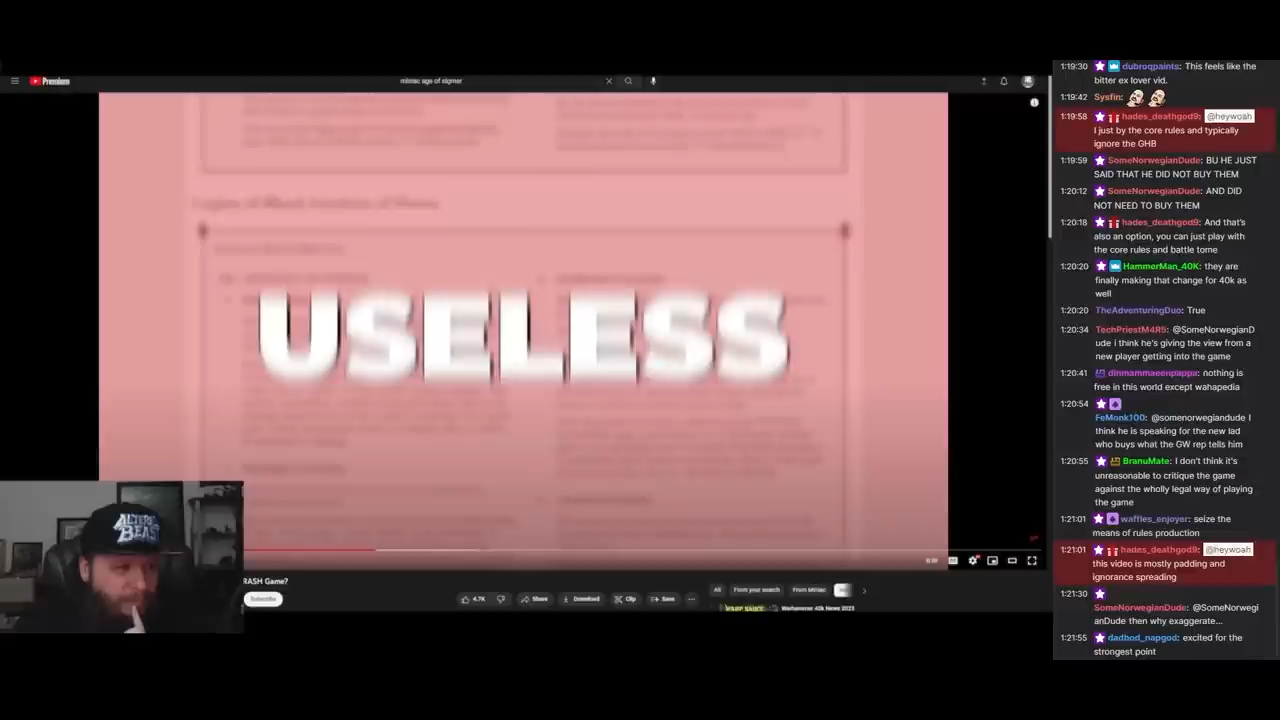 Premium
miniac age of sigmar
USELESS
ALTERED
BEAST
RASH Game?
Subscribe
4.7K
Share
Download
Clip
Save
All
From your search
From Miniac
Warhammer 40k News 2023
1:19:30 dubroqpaints: This feels like the
bitter ex lover vid.
1:19:42 Sysfin:
1:19:58 hades_deathgod9: @heywoah
I just by the core rules and typically
ignore the GHB
1:19:59 SomeNorwegianDude: BU HE JUST
SAID THAT HE DID NOT BUY THEM
1:20:12 SomeNorwegianDude: AND DID
NOT NEED TO BUY THEM
1:20:18 hades_deathgod9: And that's
also an option, you can just play with
the core rules and battle tome
1:20:20 HammerMan_40K: they are
finally making that change for 40k as
well
1:20:20 TheAdventuringDuo: True
1:20:34 TechPriestM4R5: @SomeNorwegianD
ude i think he's giving the view from a
new player getting into the game
1:20:41 dinmammaeenpappa: nothing is
free in this world except wahapedia
1:20:54
FeMonk100: @somenorwegiandude I
think he is speaking for the new lad
who buys what the GW rep tells him
1:20:55 BranuMate: I don't think it's
unreasonable to critique the game
against the wholly legal way of playing
the game
1:21:01 waffles_enjoyer: seize the
means of rules production
1:21:01 hades_deathgod9: @heywoah
this video is mostly padding and
ignorance spreading
1:21:30
SomeNorwegianDude: @SomeNorwegi
anDude then why exaggerate...
1:21:55 dadbod_napgod: excited for the
strongest point